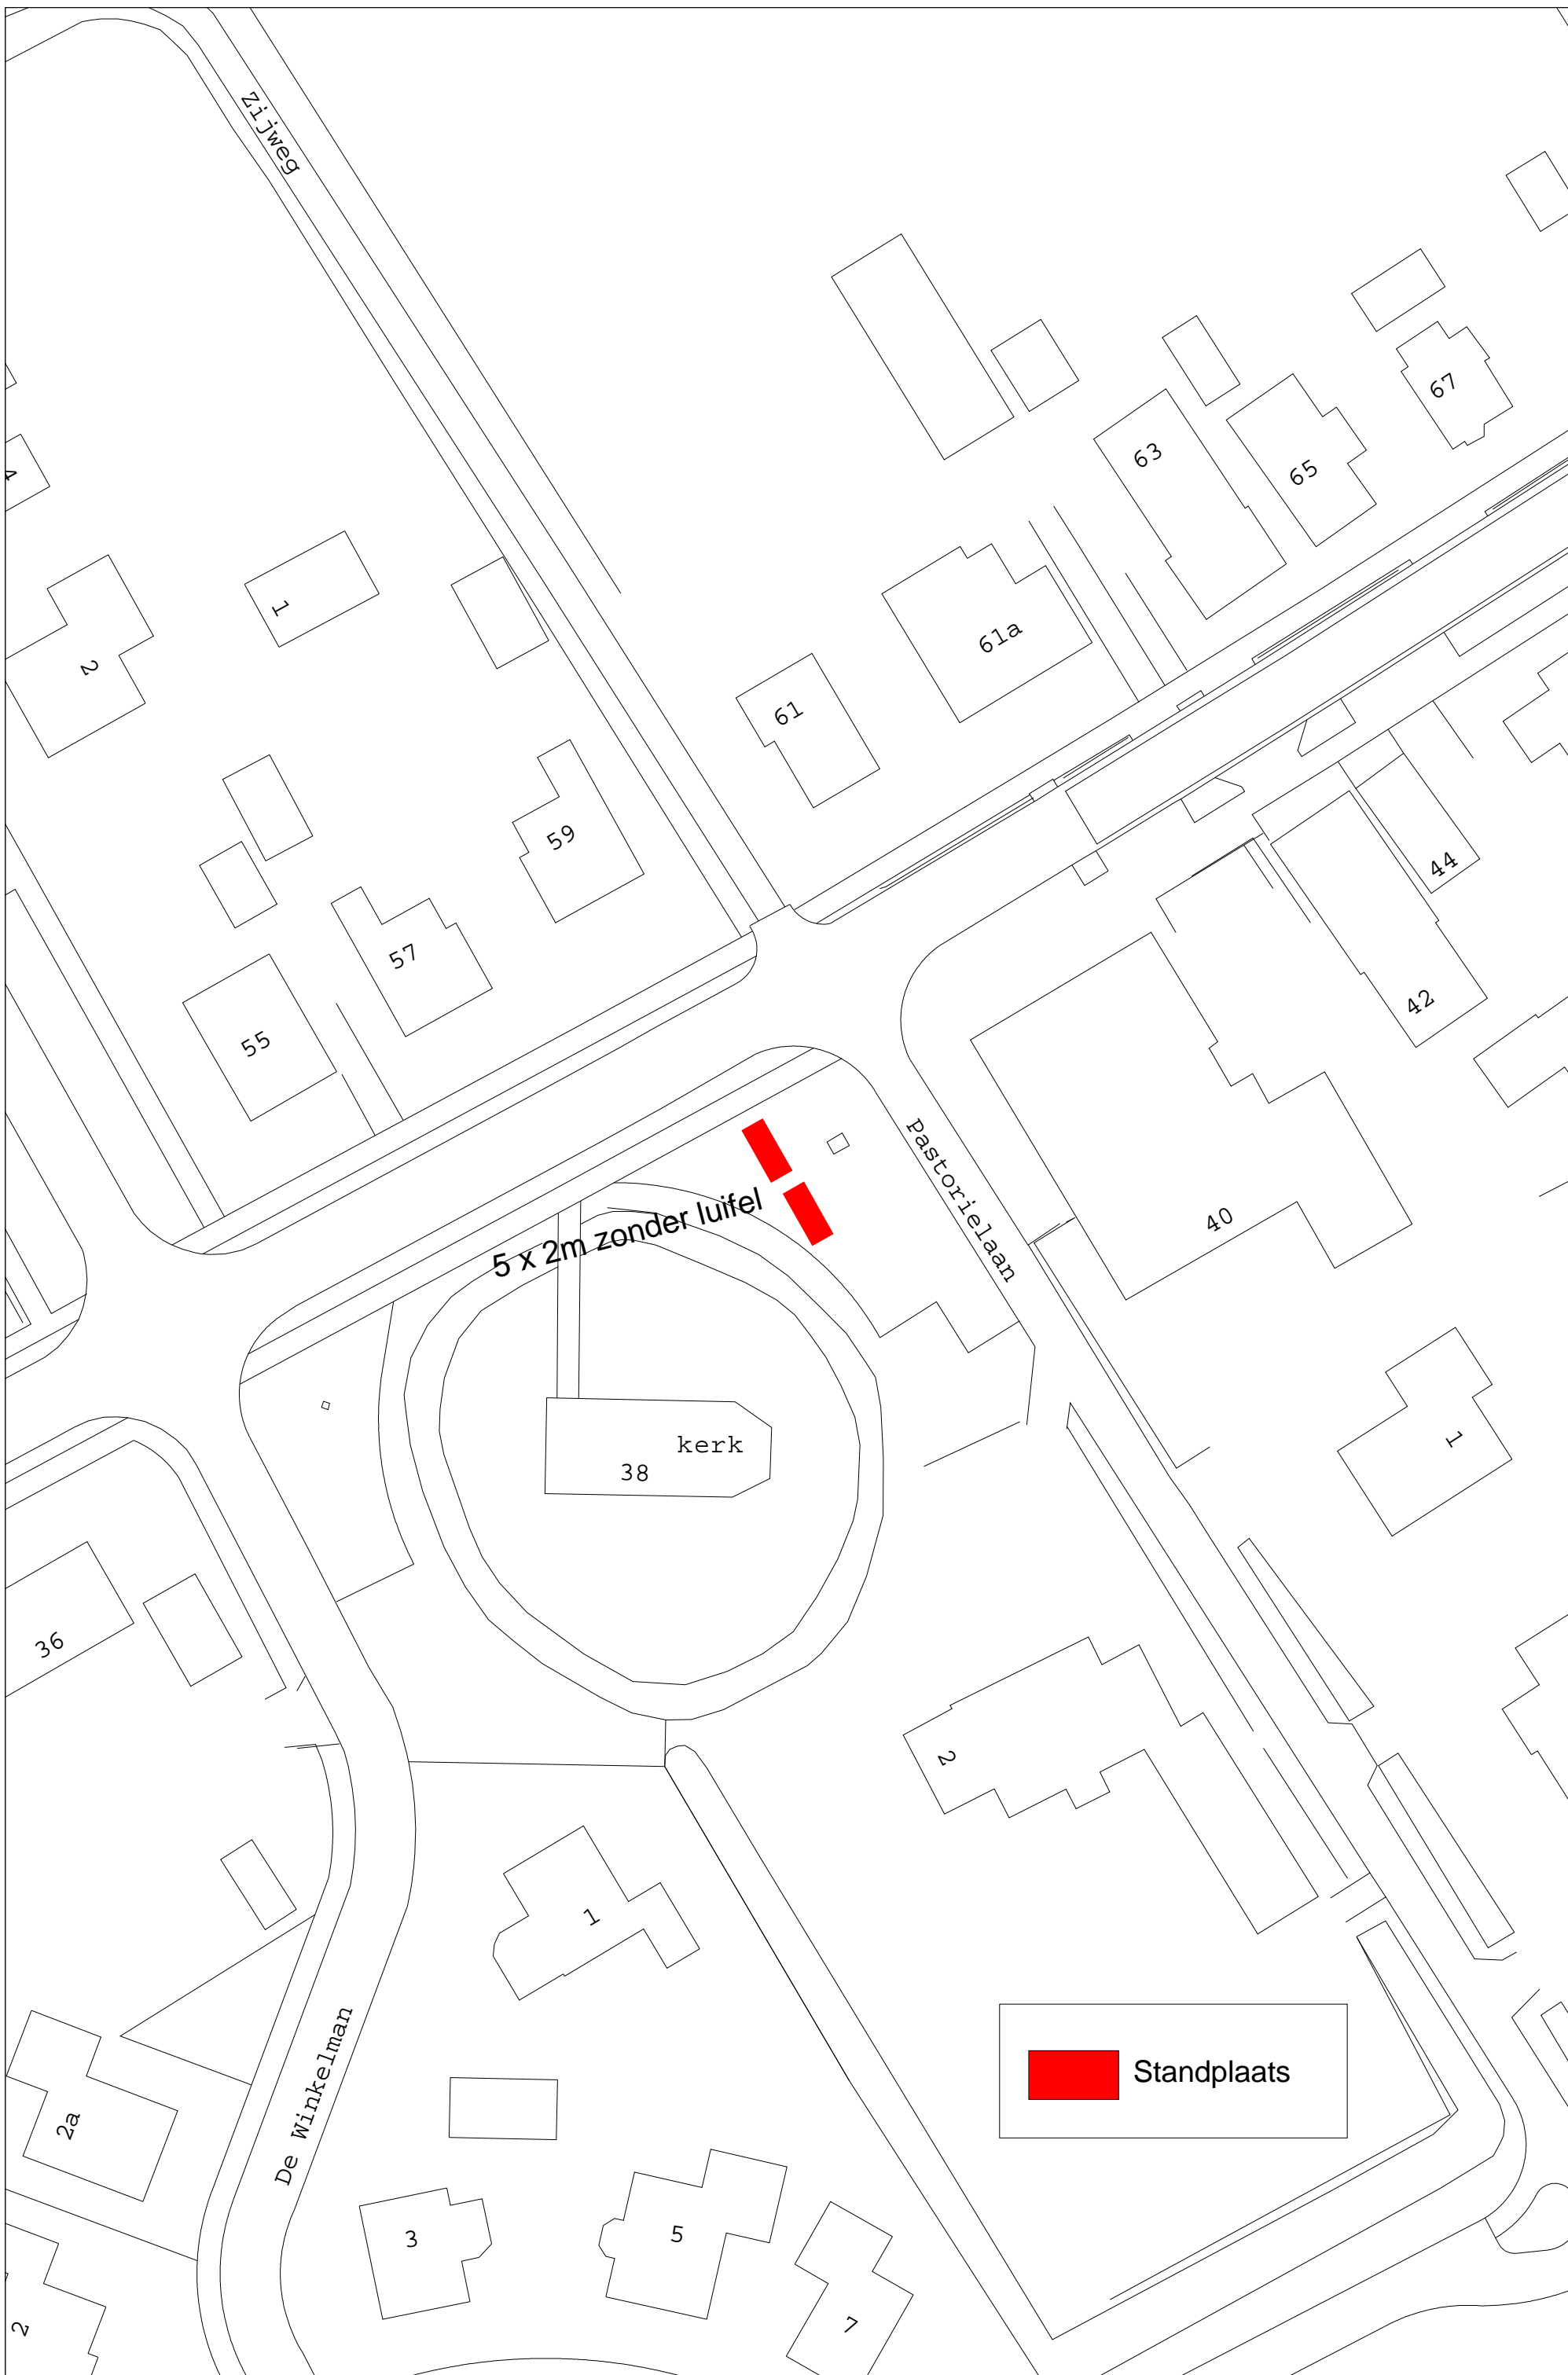 Zijweg
67
63
65
4
1
61a
2
61
59
44
57
42
55
Pastorielaan
5 x 2m zonder luifel
40
kerk
1
38
36
2
1
De Winkelman
Standplaats
2a
3
5
7
2